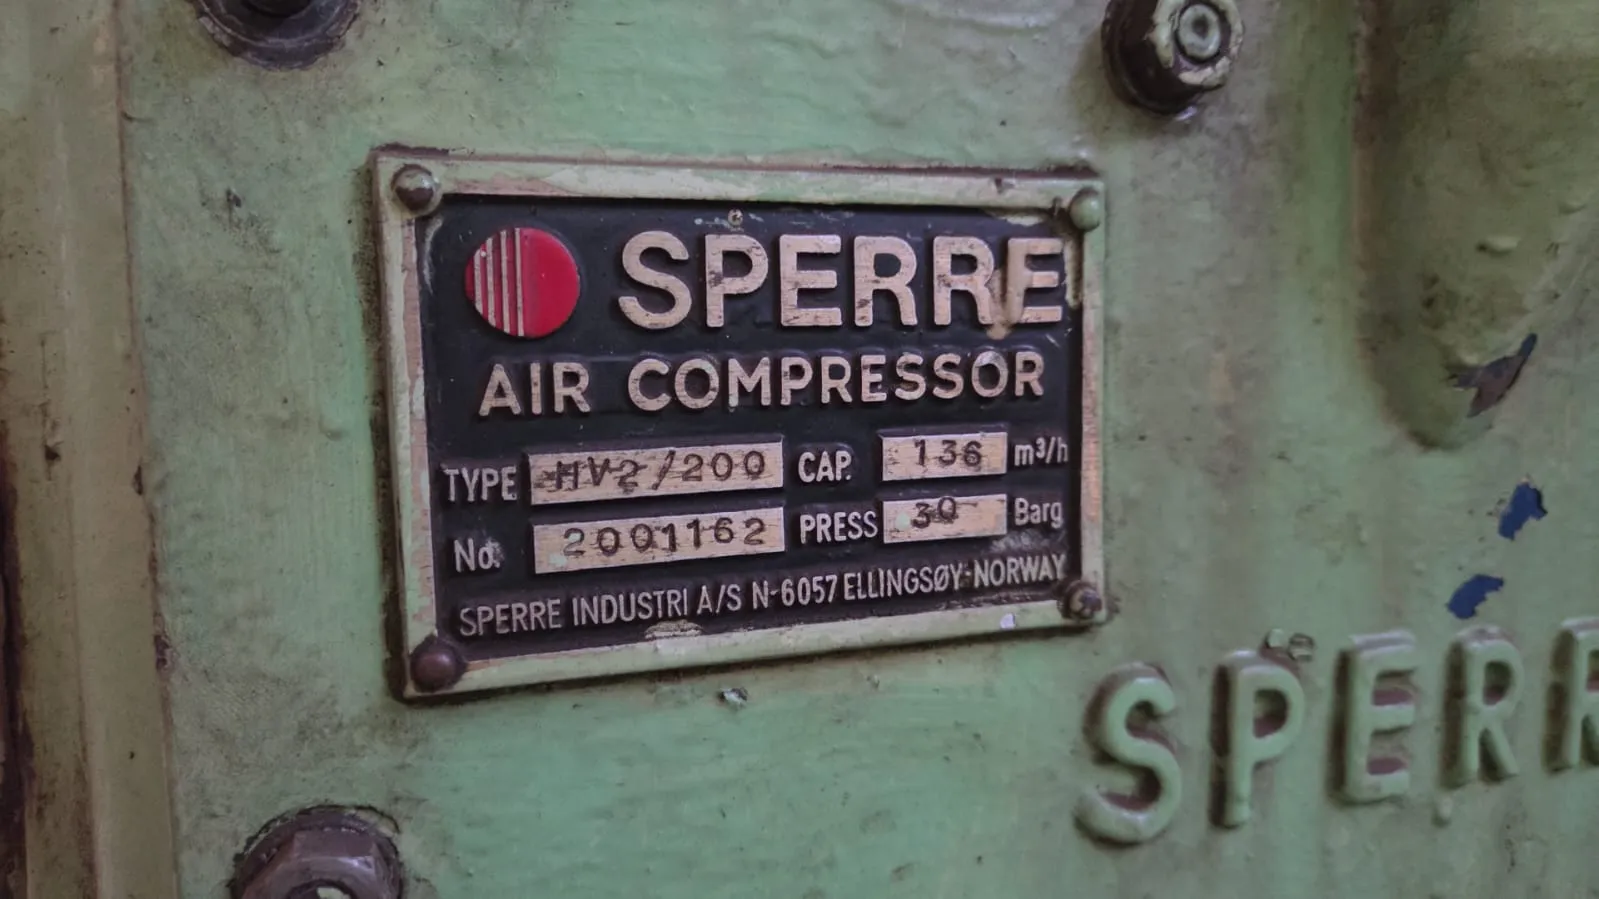 SPERRE
AIR COMPRESSOR
TYPE HV2/200 CAP. 136 m³/h
No. 2001162 PRESS 30 Barg
SPERRE INDUSTRI A/S N-6057 ELLINGSØY-NORWAY
SPERR